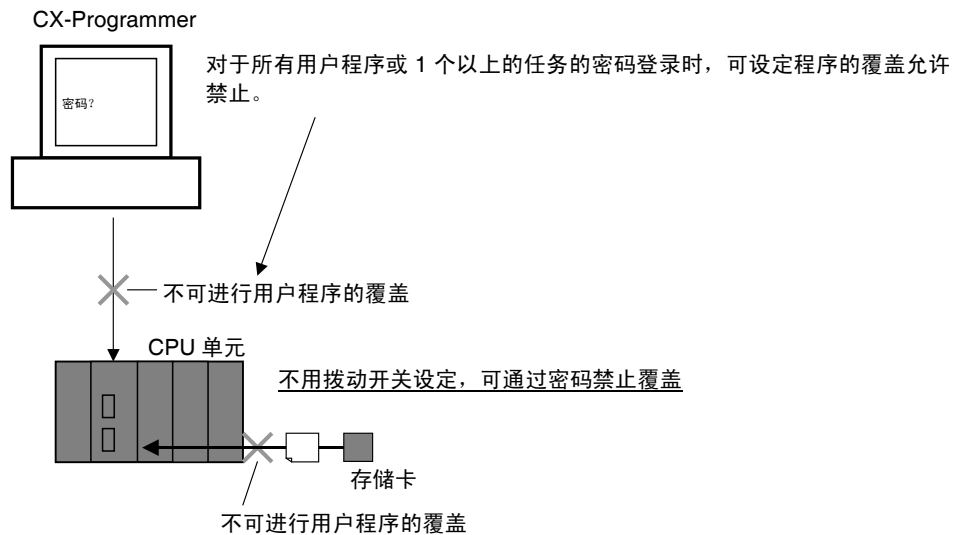 CX-Programmer
对于所有用户程序或 1 个以上的任务的密码登录时，可设定程序的覆盖允许
禁止。
密码?
不可进行用户程序的覆盖
CPU 单元
不用拨动开关设定，可通过密码禁止覆盖
存储卡
不可进行用户程序的覆盖